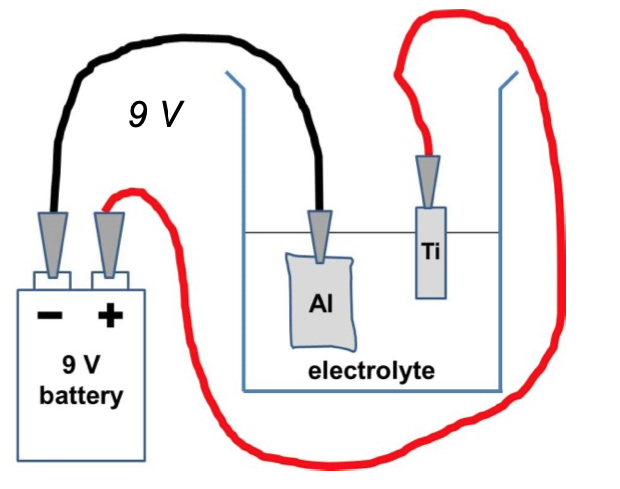 9 V
Ti
Al
− +
9 V
battery
electrolyte